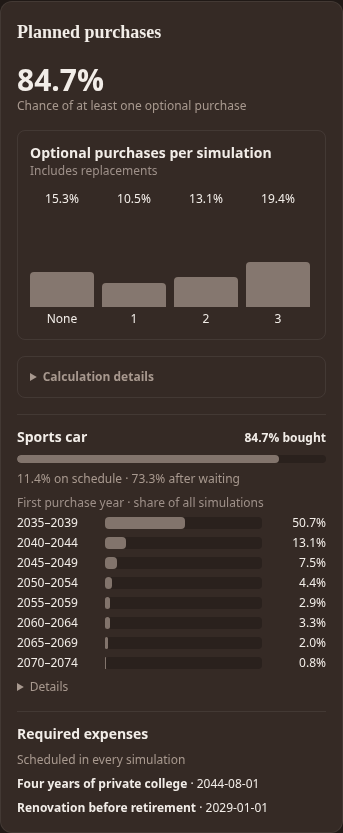 Planned purchases
84.7%
Chance of at least one optional purchase
Optional purchases per simulation
Includes replacements
15.3% 10.5% 13.1% 19.4%
None 1 2 3
▶ Calculation details
Sports car 84.7% bought
11.4% on schedule · 73.3% after waiting
First purchase year · share of all simulations
2035–2039 50.7%
2040–2044 13.1%
2045–2049 7.5%
2050–2054 4.4%
2055–2059 2.9%
2060–2064 3.3%
2065–2069 2.0%
2070–2074 0.8%
▶ Details
Required expenses
Scheduled in every simulation
Four years of private college · 2044-08-01
Renovation before retirement · 2029-01-01